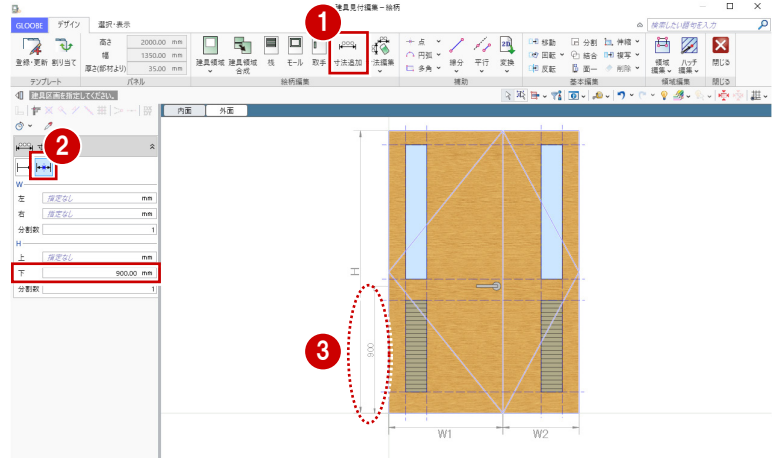 建具見付編集－絵柄
GLOOBE デザイン 選択・表示 検索したい語句を入力
登録・更新 割り当て
高さ 2000.00 mm
幅 1350.00 mm
厚さ(部材より) 35.00 mm
建具領域 建具領域合成 桟 モール 取手 寸法追加 寸法編集
点 円弧 多角 線分 平行 変換
移動 分割 伸縮
回転 結合 複写
反転 面一 削除
領域編集 ハッチ編集 閉じる
テンプレート パネル 絵柄編集 補助 基本編集 領域編集 閉じる
建具区画を指定してください。
内面 外面
1
2
3
寸
W
左 指定なし mm
右 指定なし mm
分割数 1
H
上 指定なし mm
下 900.00 mm
分割数 1
H
900
W1 W2